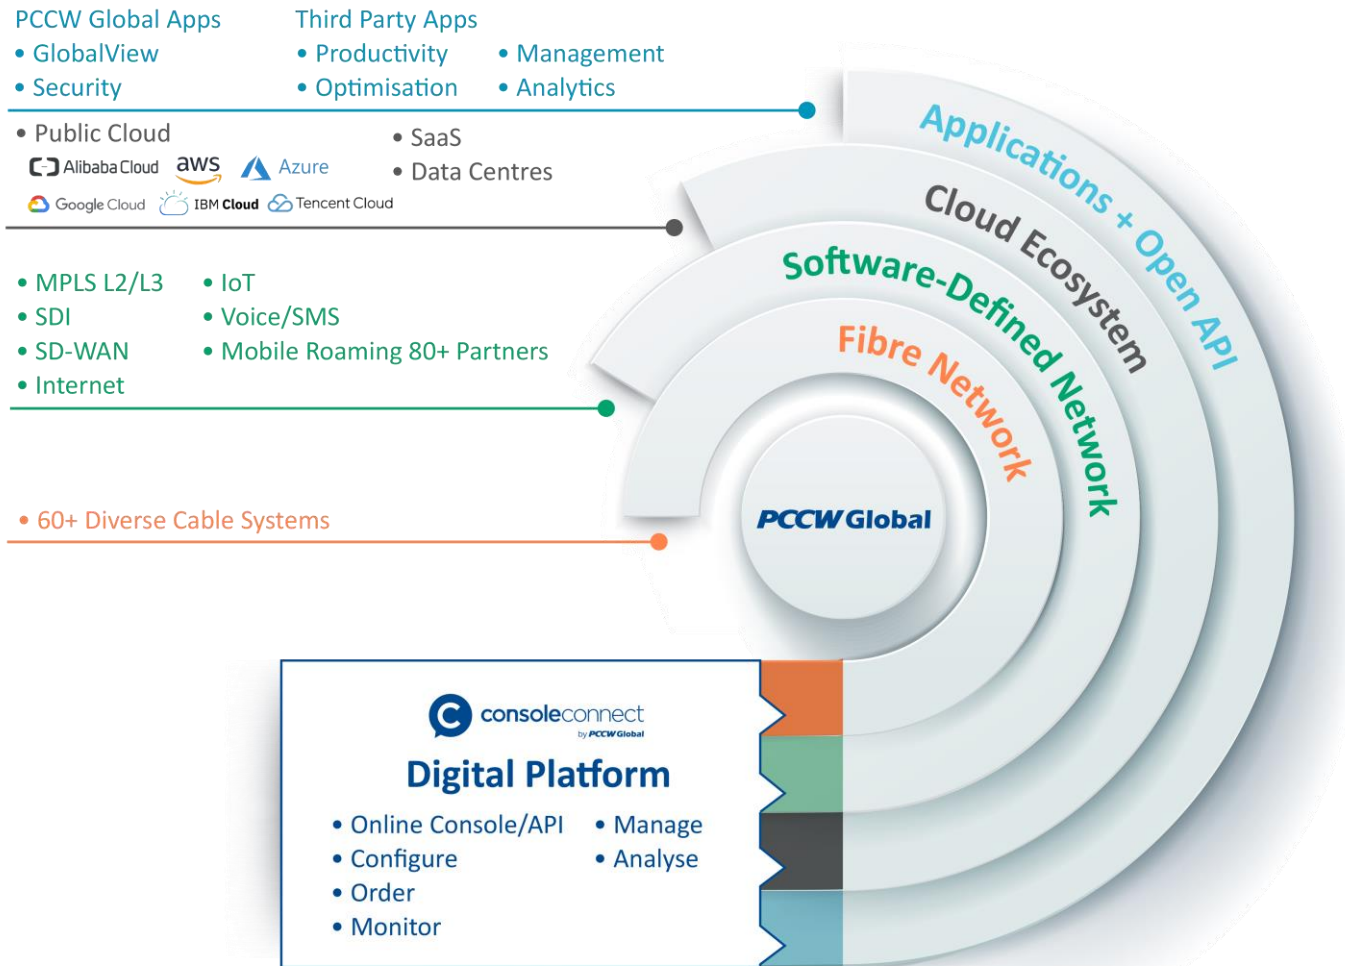 PCCW Global Apps
• GlobalView
• Security
Third Party Apps
• Productivity
• Optimisation
• Management
• Analytics
• Public Cloud
Alibaba Cloud
aws
Azure
Google Cloud
IBM Cloud
Tencent Cloud
• SaaS
• Data Centres
• MPLS L2/L3
• SDI
• SD-WAN
• Internet
• IoT
• Voice/SMS
• Mobile Roaming 80+ Partners
• 60+ Diverse Cable Systems
Applications + Open API
Cloud Ecosystem
Software-Defined Network
Fibre Network
PCCW Global
consoleconnect
by PCCW Global
Digital Platform
• Online Console/API
• Configure
• Order
• Monitor
• Manage
• Analyse